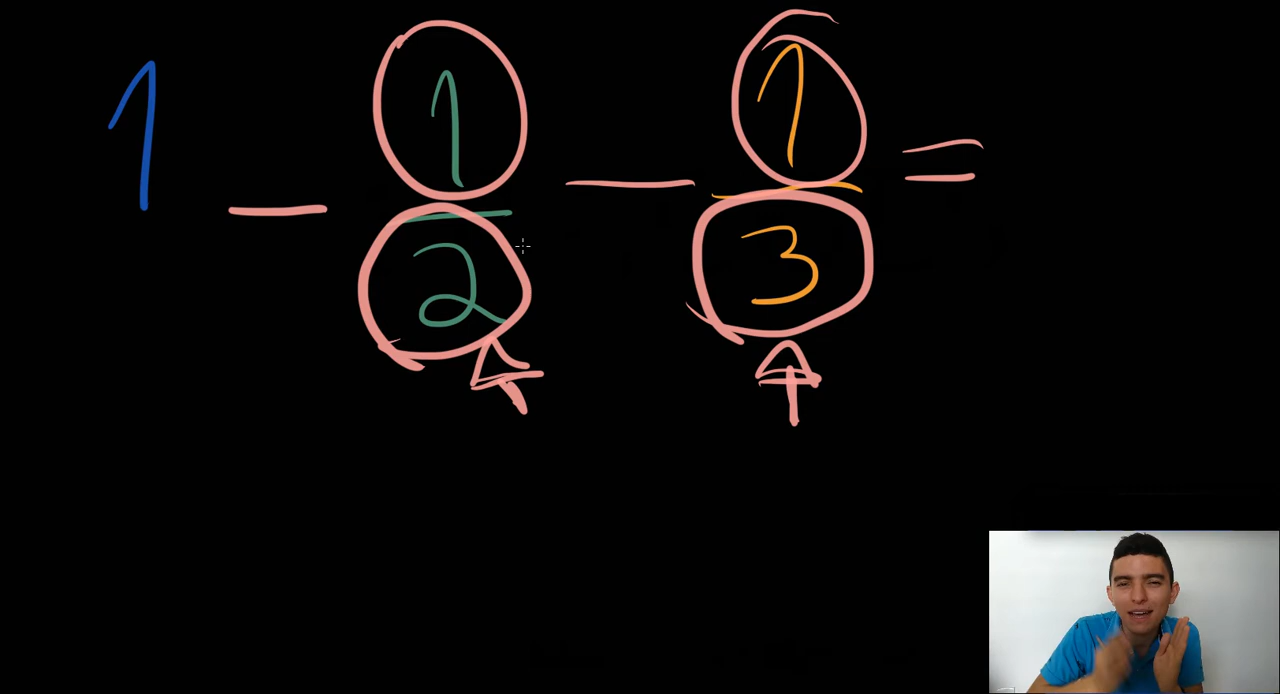 1 - 1/2 - 1/3 =